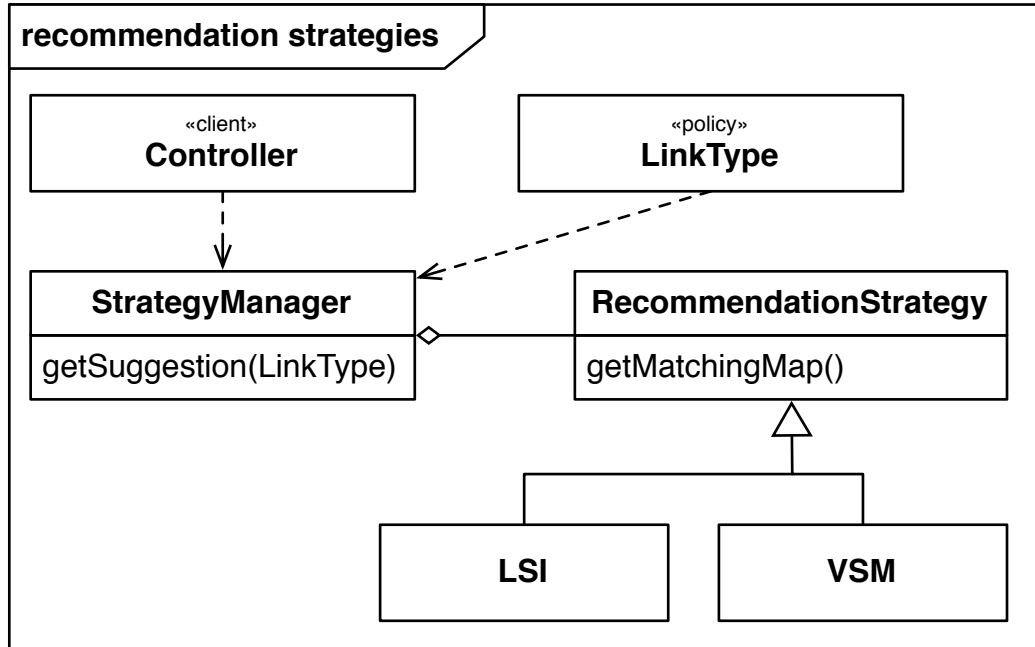 recommendation strategies
«client»
Controller
«policy»
LinkType
StrategyManager
getSuggestion(LinkType)
RecommendationStrategy
getMatchingMap()
LSI
VSM